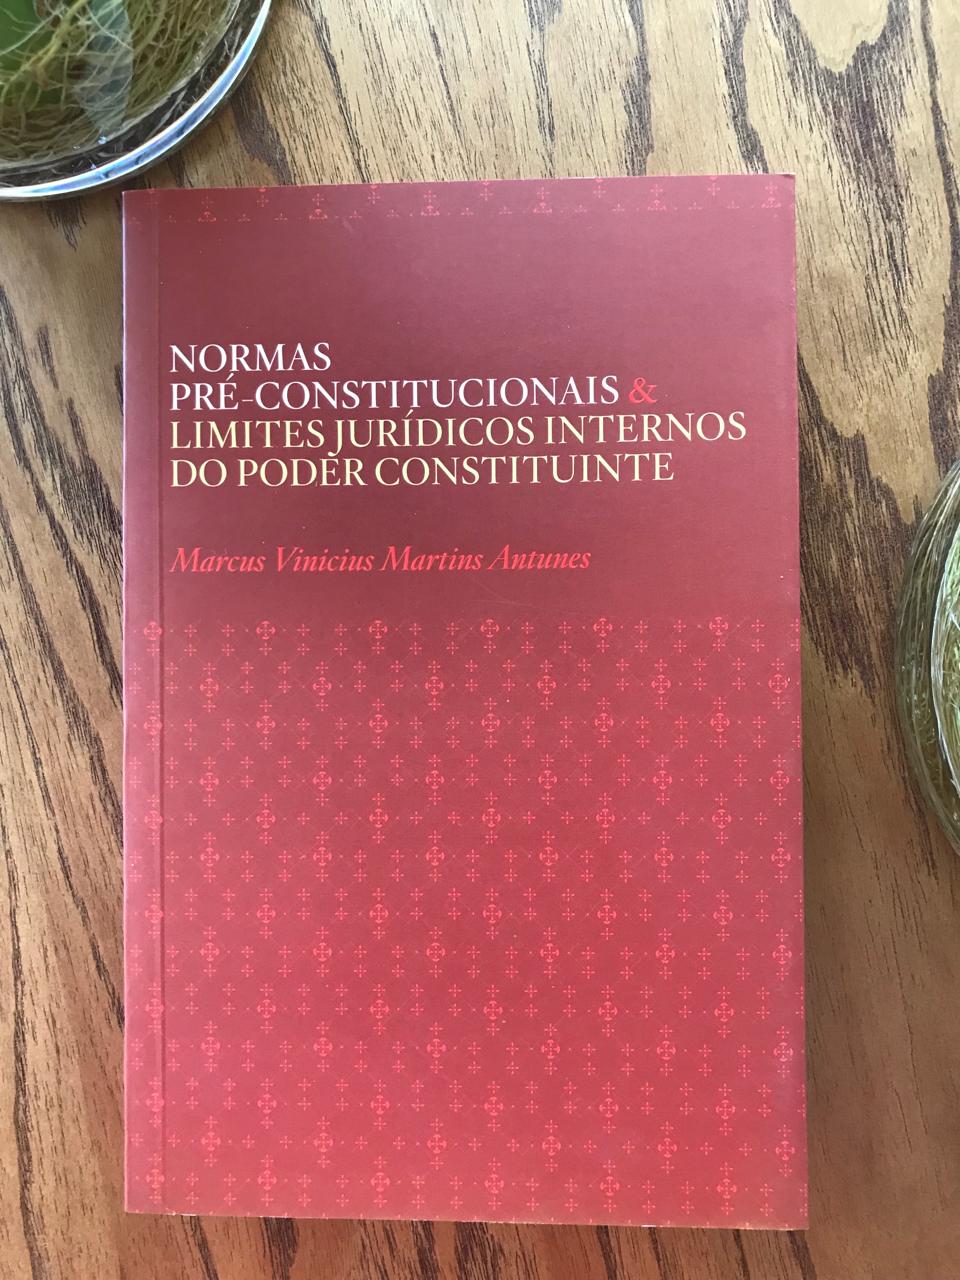 NORMAS
PRÉ-CONSTITUCIONAIS &
LIMITES JURÍDICOS INTERNOS
DO PODER CONSTITUINTE
Marcus Vinicius Martins Antunes